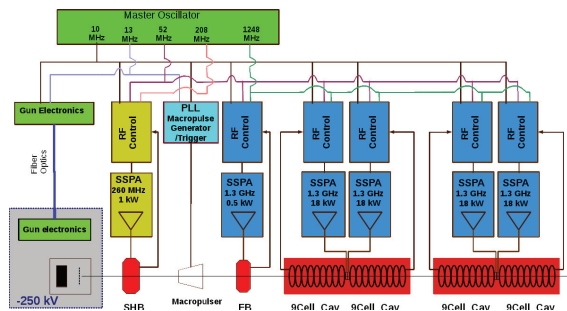 Master Oscillator
10 13 52 208 1248
MHz MHz MHz MHz MHz
Gun Electronics
RF Control
PLL
Macropulse
Generator
/Trigger
RF Control
RF Control
RF Control
RF Control
RF Control
Fiber Optics
SSPA
260 MHz
1 kW
SSPA
1.3 GHz
0.5 kW
SSPA
1.3 GHz
18 kW
SSPA
1.3 GHz
18 kW
SSPA
1.3 GHz
18 kW
SSPA
1.3 GHz
18 kW
Gun electronics
-250 kV
SHB
Macropulser
FB
9Cell Cav
9Cell Cav
9Cell Cav
9Cell Cav